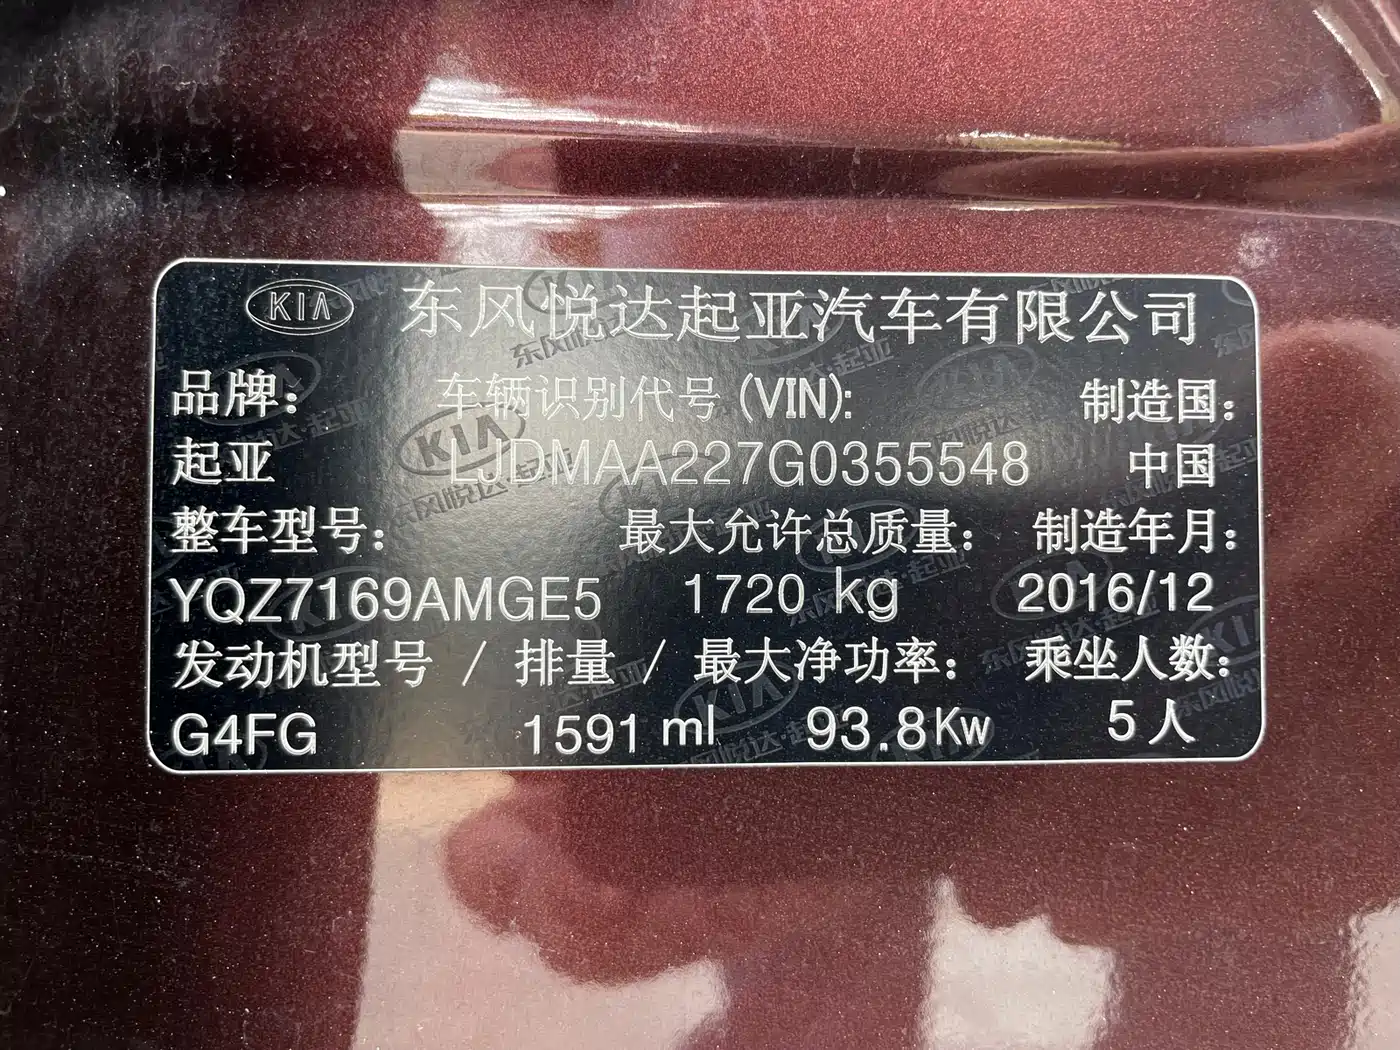 KIA 东风悦达起亚汽车有限公司
品牌： 车辆识别代号 (VIN): 制造国：
起亚 LJDMAA227G0355548 中国
整车型号： 最大允许总质量： 制造年月：
YQZ7169AMGE5 1720 kg 2016/12
发动机型号 / 排量 / 最大净功率： 乘坐人数：
G4FG 1591 ml 93.8Kw 5人